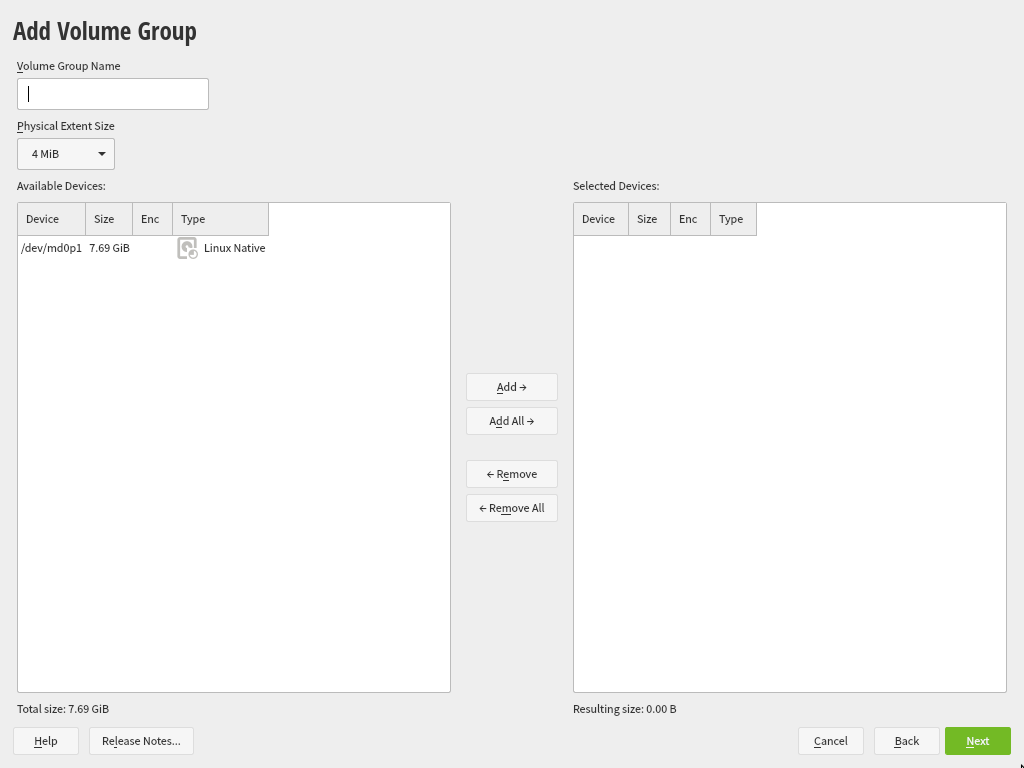 Add Volume Group
Volume Group Name
Physical Extent Size
4 MiB
Available Devices:
Device Size Enc Type
/dev/md0p1 7.69 GiB Linux Native
Total size: 7.69 GiB
Add →
Add All →
← Remove
← Remove All
Selected Devices:
Device Size Enc Type
Resulting size: 0.00 B
Help Release Notes... Cancel Back Next